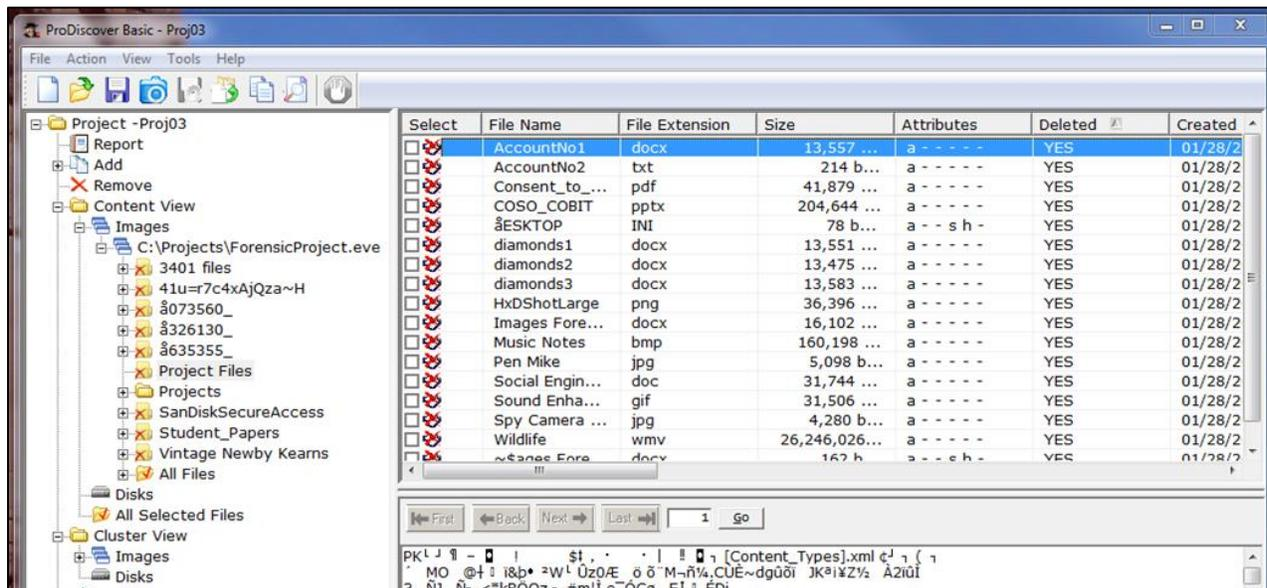 ProDiscover Basic - Proj03
File Action View Tools Help
Project -Proj03
Report
Add
Remove
Content View
Images
C:\Projects\ForensicProject.eve
3401 files
41u=r7c4xAjQza~H
å073560_
å326130_
å635355_
Project Files
Projects
SanDiskSecureAccess
Student_Papers
Vintage Newby Kearns
All Files
Disks
All Selected Files
Cluster View
Images
Disks
Select File Name File Extension Size Attributes Deleted Created
AccountNo1 docx 13,557 ... a - - - - - YES 01/28/2
AccountNo2 txt 214 b... a - - - - - YES 01/28/2
Consent_to_... pdf 41,879 ... a - - - - - YES 01/28/2
COSO_COBIT pptx 204,644 ... a - - - - - YES 01/28/2
åESKTOP INI 78 b... a - - s h - YES 01/28/2
diamonds1 docx 13,551 ... a - - - - - YES 01/28/2
diamonds2 docx 13,475 ... a - - - - - YES 01/28/2
diamonds3 docx 13,583 ... a - - - - - YES 01/28/2
HxDShotLarge png 36,396 ... a - - - - - YES 01/28/2
Images Fore... docx 16,102 ... a - - - - - YES 01/28/2
Music Notes bmp 160,198 ... a - - - - - YES 01/28/2
Pen Mike jpg 5,098 b... a - - - - - YES 01/28/2
Social Engin... doc 31,744 ... a - - - - - YES 01/28/2
Sound Enha... gif 31,506 ... a - - - - - YES 01/28/2
Spy Camera ... jpg 4,280 b... a - - - - - YES 01/28/2
Wildlife wmv 26,246,026... a - - - - - YES 01/28/2
~$ages Fore... docx 162 b... a - - s h - YES 01/28/2
First Back Next Last 1 Go
[Content_Types].xml